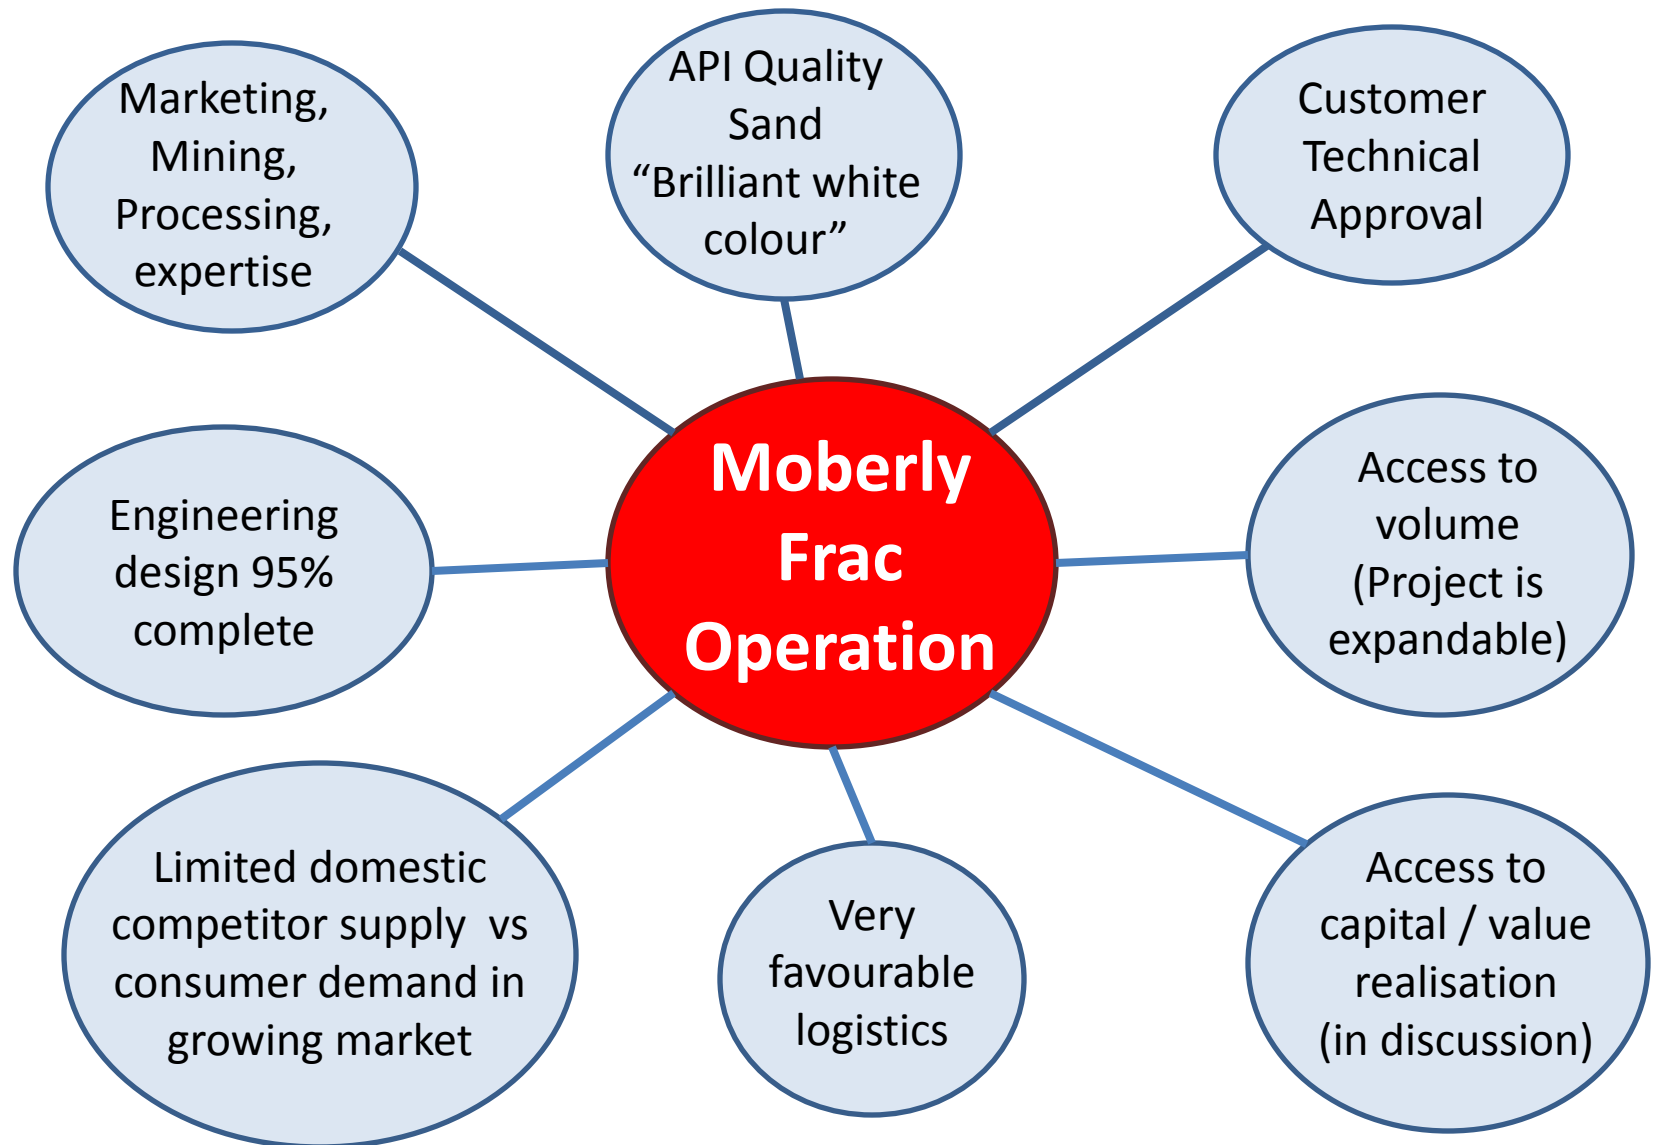 Marketing,
Mining,
Processing,
expertise
API Quality
Sand
“Brilliant white
colour”
Customer
Technical
Approval
Engineering
design 95%
complete
Moberly
Frac
Operation
Access to
volume
(Project is
expandable)
Limited domestic
competitor supply  vs
consumer demand in
growing market
Very
favourable
logistics
Access to
capital / value
realisation
(in discussion)